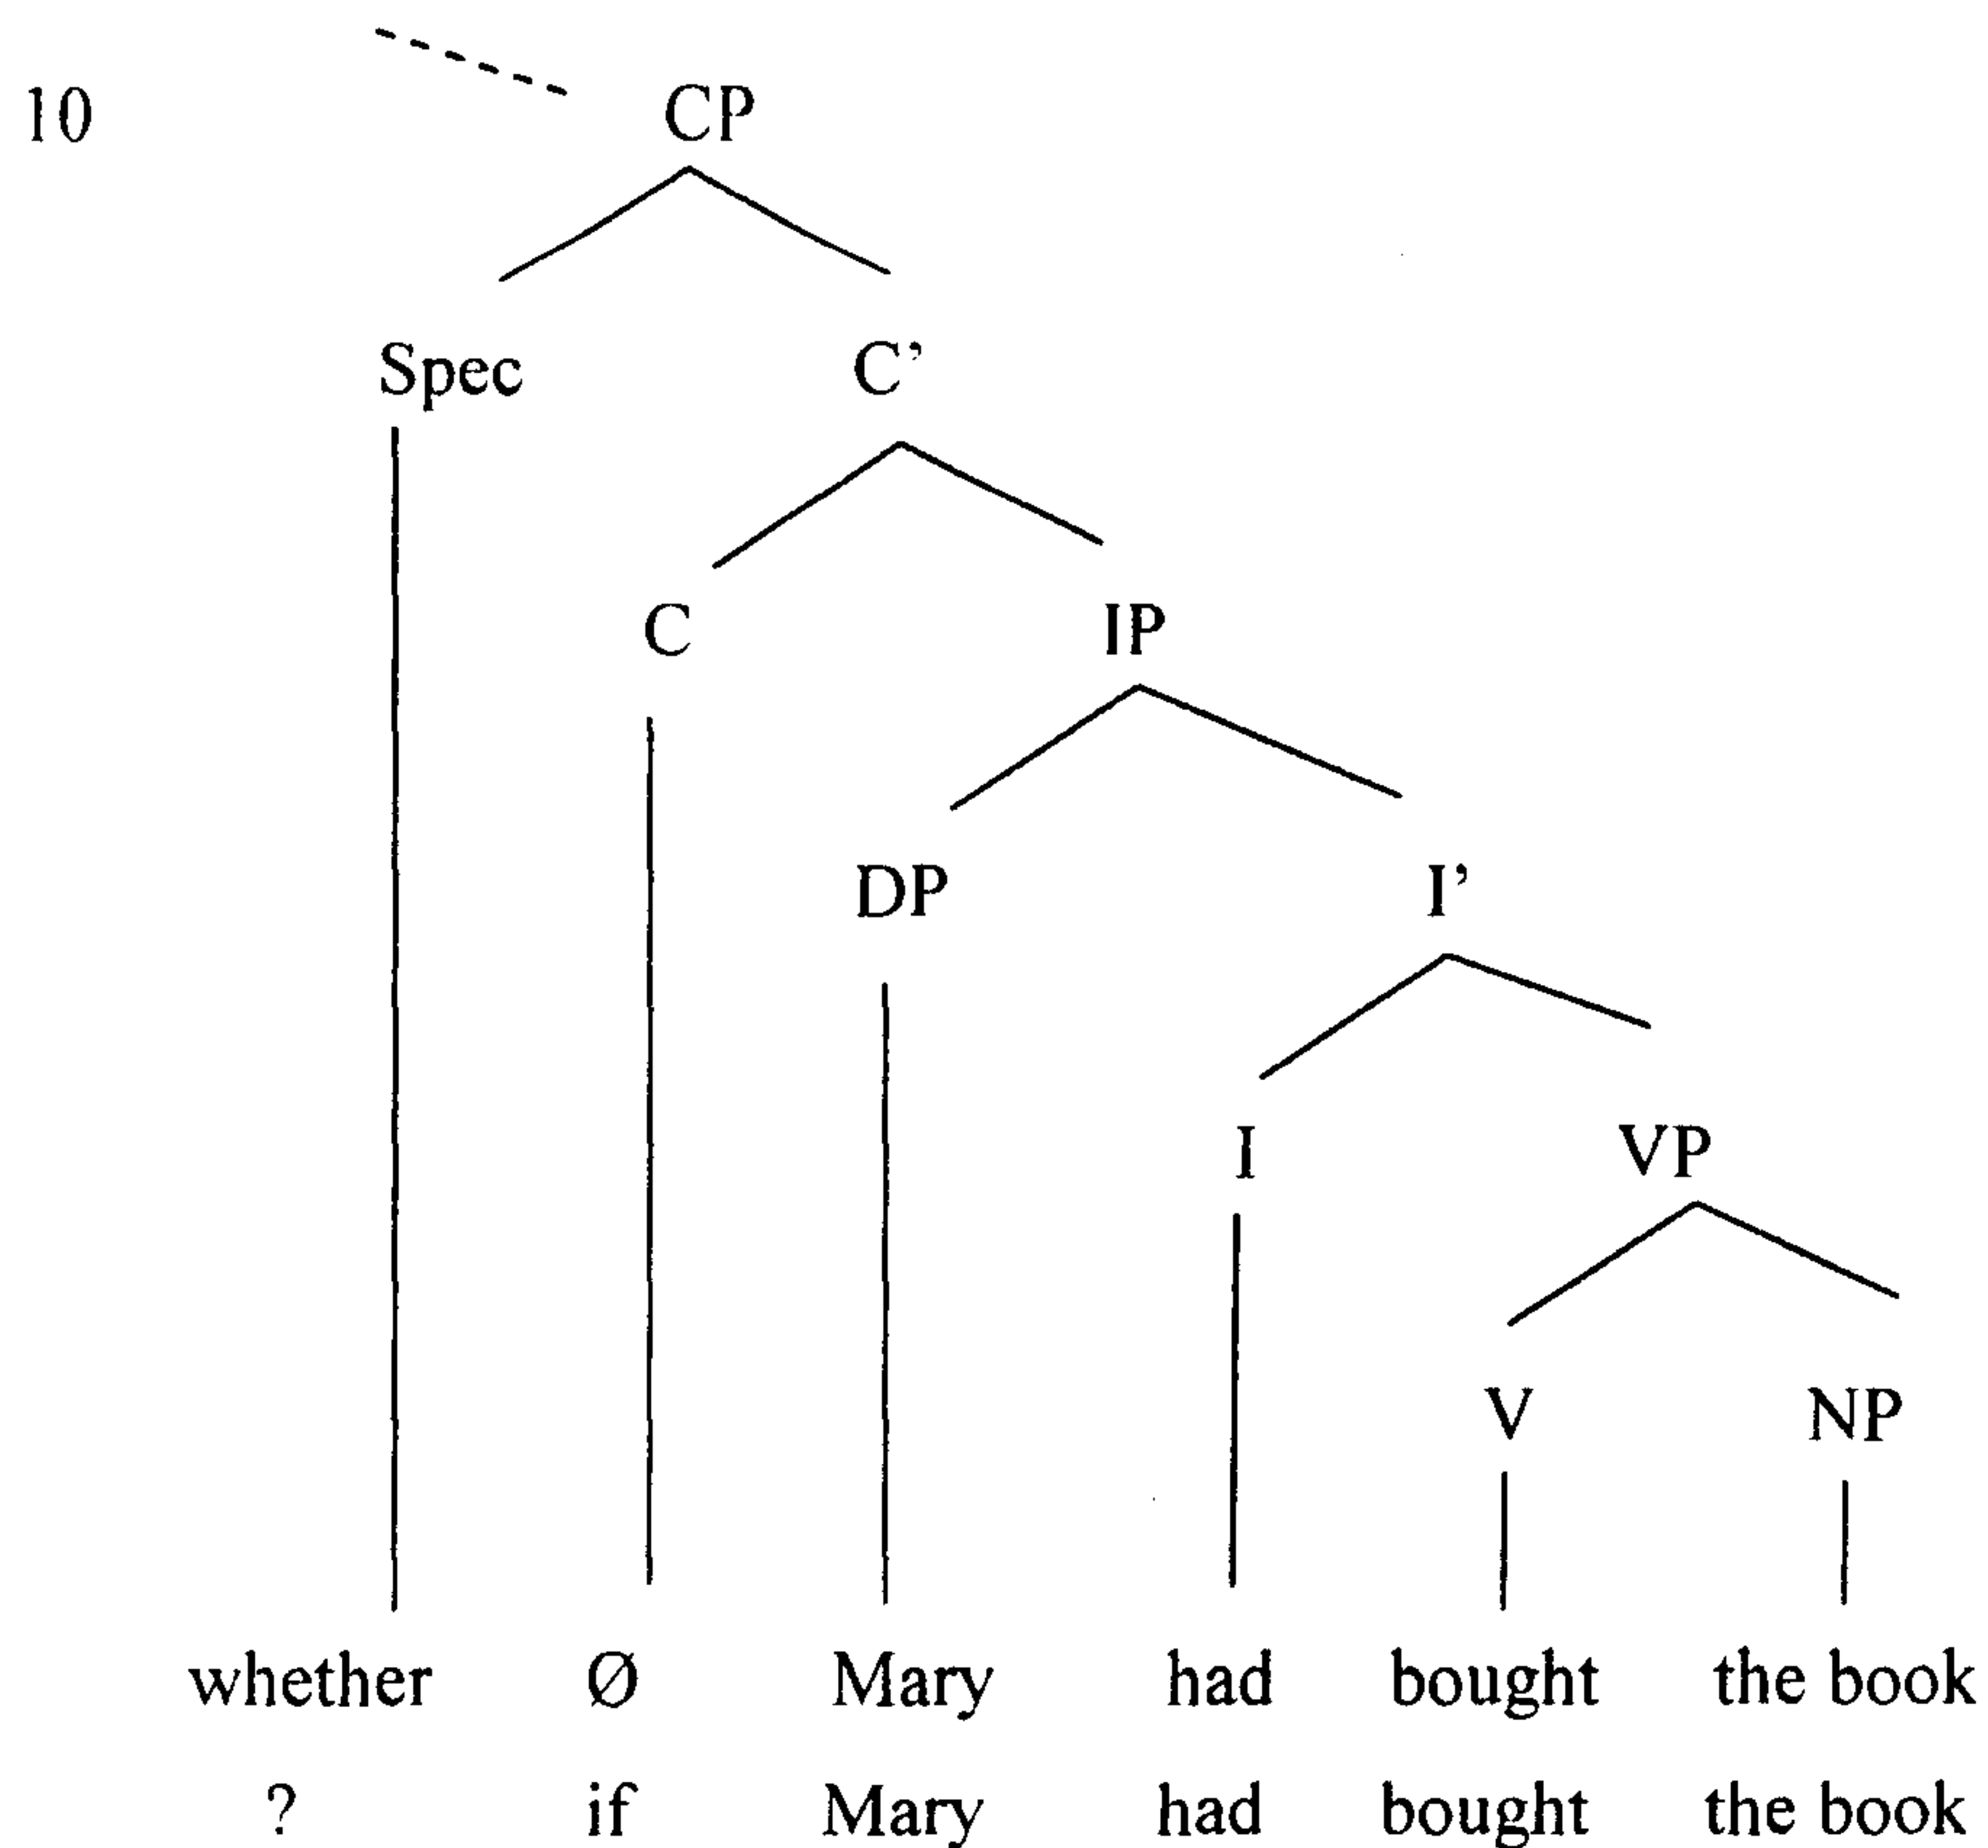 10 CP
Spec C’
C IP
DP I’
I VP
V NP
whether Ø Mary had bought the book
? if Mary had bought the book